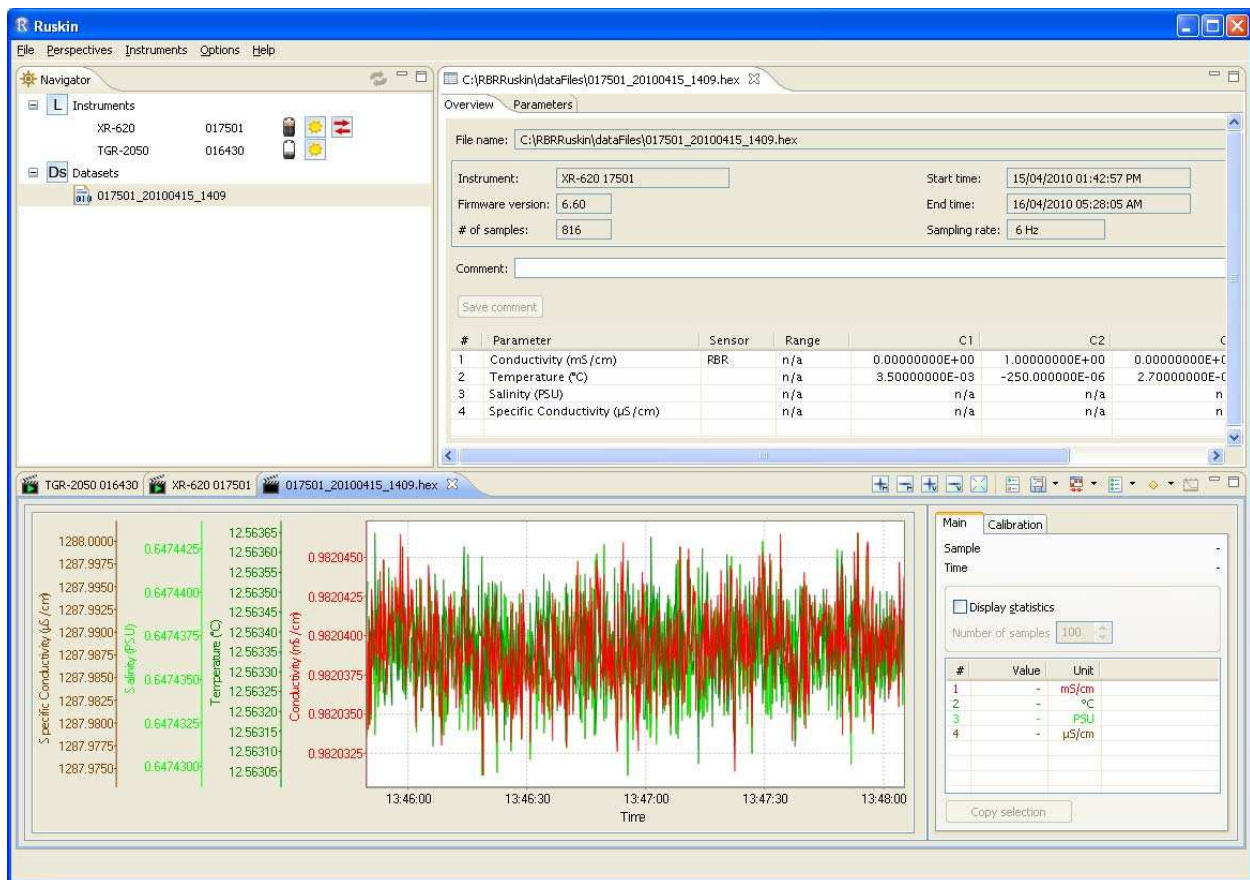 Ruskin
File Perspectives Instruments Options Help
Navigator
L Instruments
XR-620 017501
TGR-2050 016430
Ds Datasets
017501_20100415_1409
C:\RBRRuskin\dataFiles\017501_20100415_1409.hex
Overview Parameters
File name: C:\RBRRuskin\dataFiles\017501_20100415_1409.hex
Instrument: XR-620 17501 Start time: 15/04/2010 01:42:57 PM
Firmware version: 6.60 End time: 16/04/2010 05:28:05 AM
# of samples: 816 Sampling rate: 6 Hz
Comment:
Save comment
# Parameter Sensor Range C1 C2
1 Conductivity (mS/cm) RBR n/a 0.00000000E+00 1.00000000E+00 0.00000000E+0
2 Temperature (°C) n/a 3.50000000E-03 -250.000000E-06 2.70000000E-0
3 Salinity (PSU) n/a n/a n/a n
4 Specific Conductivity (µS/cm) n/a n/a n/a n
TGR-2050 016430 XR-620 017501 017501_20100415_1409.hex
Specific Conductivity (µS/cm)
1288.0000
1287.9975
1287.9950
1287.9925
1287.9900
1287.9875
1287.9850
1287.9825
1287.9800
1287.9775
1287.9750
Salinity (PSU)
0.6474425
0.6474400
0.6474375
0.6474350
0.6474325
0.6474300
Temperature (°C)
12.56365
12.56360
12.56355
12.56350
12.56345
12.56340
12.56335
12.56330
12.56325
12.56320
12.56315
12.56310
12.56305
Conductivity (mS/cm)
0.9820450
0.9820425
0.9820400
0.9820375
0.9820350
0.9820325
13:46:00 13:46:30 13:47:00 13:47:30 13:48:00
Time
Main Calibration
Sample -
Time -
Display statistics
Number of samples 100
# Value Unit
1 - mS/cm
2 - °C
3 - PSU
4 - µS/cm
Copy selection